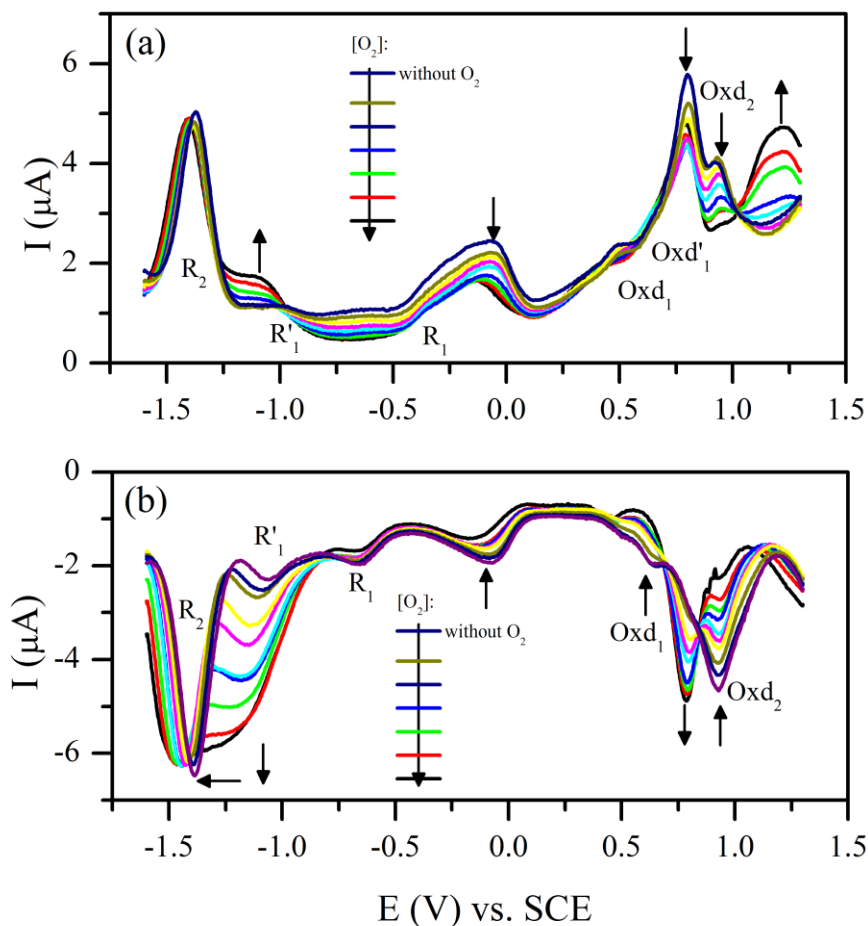 (a)
[O₂]:
without O₂
Oxd₂
R₂
R'₁
R₁
Oxd'₁
Oxd₁
I (μA)
6
4
2
0
-1.5 -1.0 -0.5 0.0 0.5 1.0 1.5
(b)
R'₁
R₂
R₁
[O₂]:
without O₂
Oxd₁
Oxd₂
I (μA)
0
-2
-4
-6
-1.5 -1.0 -0.5 0.0 0.5 1.0 1.5
E (V) vs. SCE